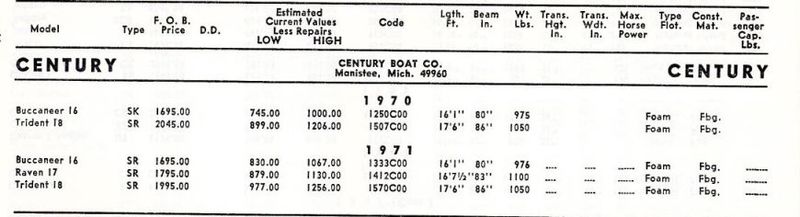 Estimated
F. O. B. Current Values Lgth. Beam Wt. Trans. Trans. Max. Type Const. Pas-
Model Type Price D.D. Less Repairs Code Ft. In. Lbs. Hgt. Wdt. Horse Flot. Mat. senger
LOW HIGH In. In. Power Cap.
Lbs.
CENTURY CENTURY BOAT CO. CENTURY
Manistee, Mich. 49960
1970
Buccaneer 16 SK 1695.00 745.00 1000.00 1250C00 16'1" 80" 975 Foam Fbg.
Trident 18 SR 2045.00 899.00 1206.00 1507C00 17'6" 86" 1050 Foam Fbg.
1971
Buccaneer 16 SR 1695.00 830.00 1067.00 1333C00 16'1" 80" 976 .... .... .... Foam Fbg. ....
Raven 17 SR 1795.00 879.00 1130.00 1412C00 16'7½"83" 1100 .... .... .... Foam Fbg. ....
Trident 18 SR 1995.00 977.00 1256.00 1570C00 17'6" 86" 1050 .... .... .... Foam Fbg. ....